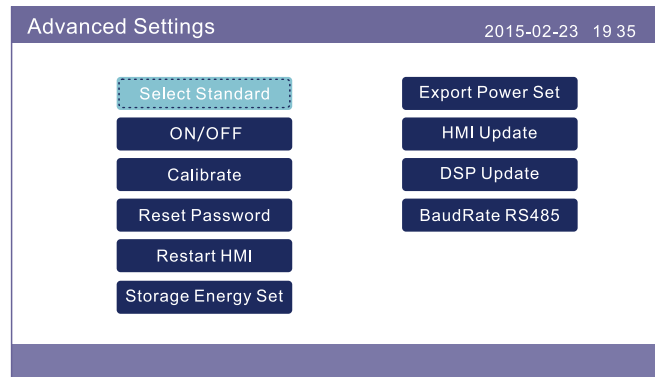 Advanced Settings
2015-02-23 19 35
Select Standard
ON/OFF
Calibrate
Reset Password
Restart HMI
Storage Energy Set
Export Power Set
HMI Update
DSP Update
BaudRate RS485